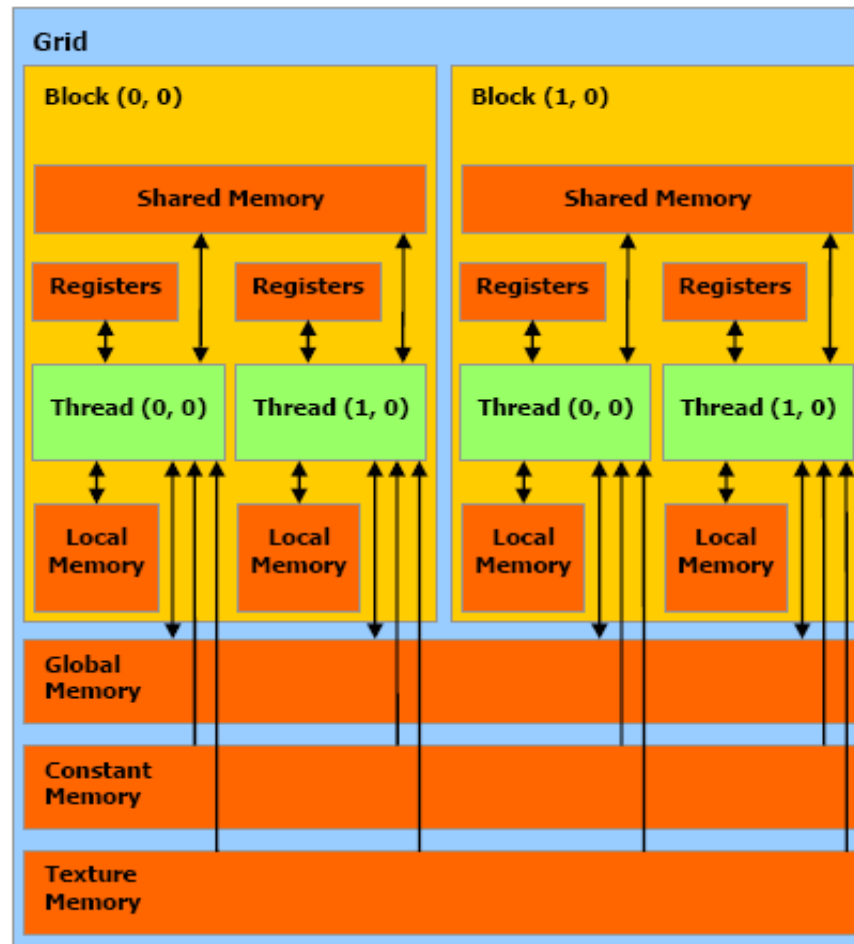 Grid
Block (0, 0)
Block (1, 0)
Shared Memory
Shared Memory
Registers
Registers
Registers
Registers
Thread (0, 0)
Thread (1, 0)
Thread (0, 0)
Thread (1, 0)
Local
Memory
Local
Memory
Local
Memory
Local
Memory
Global
Memory
Constant
Memory
Texture
Memory